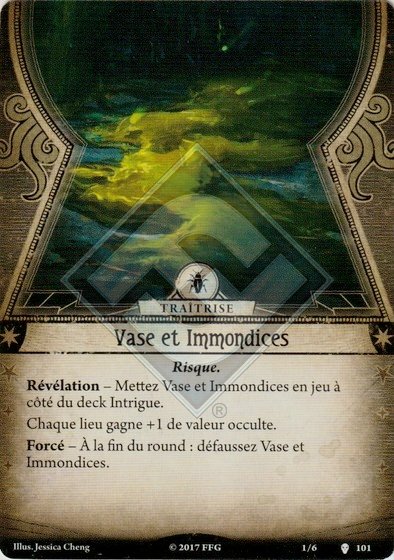 TRAÎTRISE
Vase et Immondices
Risque.
Révélation – Mettez Vase et Immondices en jeu à
côté du deck Intrigue.
Chaque lieu gagne +1 de valeur occulte.
Forcé – À la fin du round : défaussez Vase et
Immondices.
®
Illus. Jessica Cheng © 2017 FFG 1/6 101